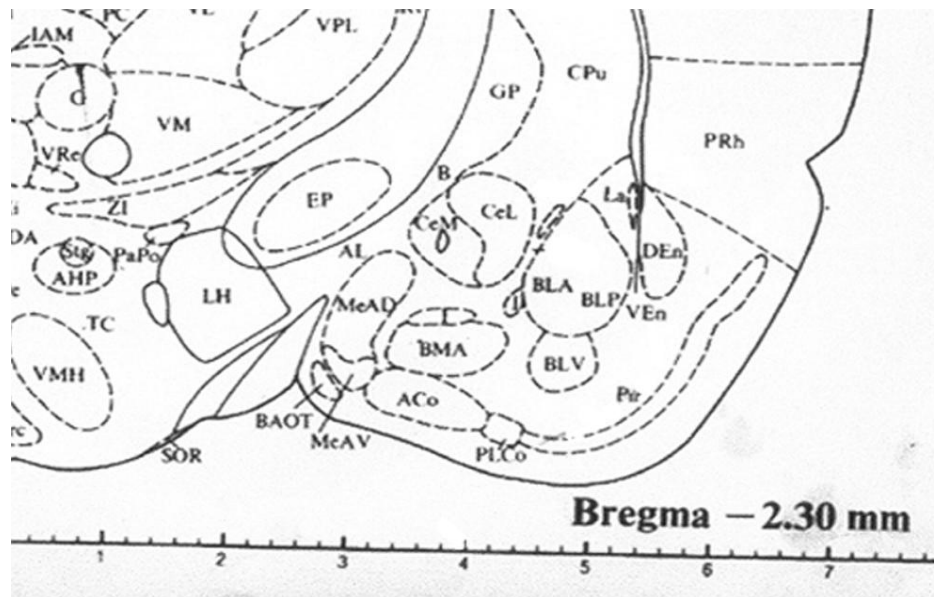 VPL
IAM
CPu
GP
G
VM
PRh
VRe
B
La
EP
ZI
CeM
CeL
DA
Stg
PaPo
AL
DEn
AHP
BLA
LH
MeAD
BLP
VEn
TC
BMA
BLV
VMH
Pir
ACo
BAOT
MeAV
rc
SOR
PLCo
Bregma – 2.30 mm
1 2 3 4 5 6 7